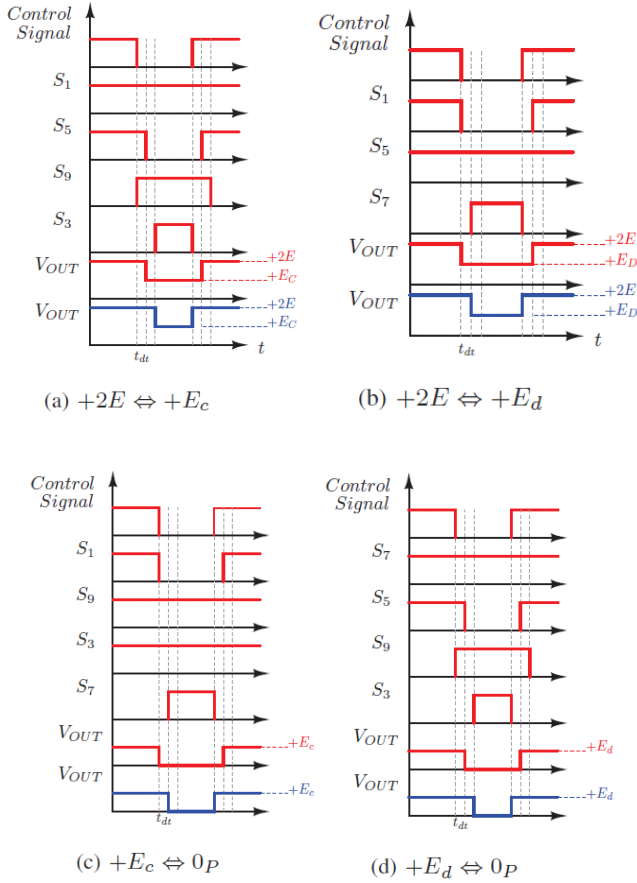 Control
Signal
S1
S5
S9
S3
VOUT
+2E
+EC
VOUT
+2E
+EC
tdt
t
(a) +2E ⇔ +Ec
Control
Signal
S1
S5
S7
VOUT
+2E
+ED
VOUT
+2E
+ED
tdt
t
(b) +2E ⇔ +Ed
Control
Signal
S1
S9
S3
S7
VOUT
+Ec
VOUT
+Ec
tdt
(c) +Ec ⇔ 0P
Control
Signal
S7
S5
S9
S3
VOUT
+Ed
VOUT
+Ed
tdt
(d) +Ed ⇔ 0P